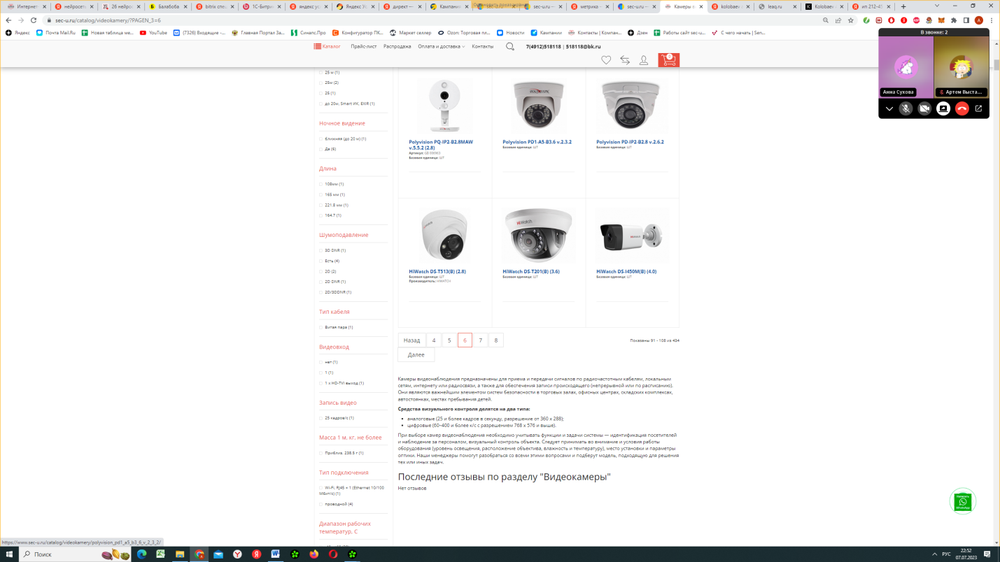 Остановить показ окна
Интернет
нейросеть
26 нейро
Балабоба
bitrix спе
1С-Битри
яндекс ус
Яндекс Ус
директ —
Кампании
sec-u.ru —
метрика –
sec-u.ru —
Камеры в
kolobaev
leaq.ru
Kolobaev
ип 212-45
sec-u.ru/catalog/videokamery/?PAGEN_3=6
Яндекс
Почта Mail.Ru
Новая таблица ме...
YouTube
(7326) Входящие -...
Главная Портал За...
Синапс.Про
Конфигуратор ПК...
Маркет селлер
Ozon: Торговая пл...
Новости
Кампании
Контакты | Компан...
Дзен
Работы сайт sec-u...
С чего начать | Sen...
В звонке: 2
Анна Сухова
Артем Выста...
Каталог
Прайс-лист
Распродажа
Оплата и доставка
Контакты
7(4912)518118 | 518118@bk.ru
0
25 м (1)
25м (2)
25 (1)
до 20м, Smart ИК, EXIR (1)
Ночное видение
Близкняя (до 20 м) (1)
Да (6)
Длина
108мм (1)
165 мм (1)
221.8 мм (1)
184.7 (1)
Шумоподавление
3D DNR (1)
Есть (4)
2D (2)
2D DNR (1)
2D/3DDNR (1)
Тип кабеля
Витая пара (1)
Видеовход
нет (1)
1 (1)
1 х HD-TVI выход (1)
Запись видео
25 кадров/с (1)
Масса 1 м, кг, не более
Приблиз. 238.5 г (1)
Тип подключения
Wi-Fi, RJ45 × 1 (Ethernet 10/100
Мбит/с) (1)
проводной (4)
Диапазон рабочих
температур, С
Polyvision PQ-IP2-B2.8MAW
v.5.5.2 (2.8)
Базовая единица: ШТ
Polyvision PD1-A5-B3.6 v.2.3.2
Базовая единица: ШТ
Polyvision PD-IP2-B2.8 v.2.6.2
Базовая единица: ШТ
HiWatch DS-T513(B) (2.8)
Базовая единица: ШТ
Производитель: HIWATCH
HiWatch DS-T201(B) (3.6)
Базовая единица: ШТ
HiWatch DS-I450M(B) (4.0)
Базовая единица: ШТ
Назад
4
5
6
7
8
Далее
Показаны 91 - 108 из 434
Камеры видеонаблюдения предназначены для приема и передачи сигналов по радиочастотным кабелям, локальным
сетям, интернету или радиосвязи, а также для обеспечения записи происходящего (непрерывной или по расписанию).
Они являются важнейшим элементом систем безопасности в торговых залах, офисных центрах, складских комплексах,
автостоянках, местах пребывания детей.
Средства визуального контроля делятся на два типа:
аналоговые (25 и более кадров в секунду, разрешение от 360 х 288);
цифровые (60–400 и более к/с с разрешением 768 х 576 и выше).
При выборе камер видеонаблюдения необходимо учитывать функции и задачи системы — идентификация посетителей
и наблюдение за персоналом, визуальный контроль объекта. Следует принимать во внимание и условия работы
оборудования (уровень освещения, расположение объектива, влажность и температуру), место установки и параметры
оптики. Наши менеджеры помогут разобраться со всеми этими вопросами и подберут модель, подходящую для решения
тех или иных задач.
Последние отзывы по разделу "Видеокамеры"
Нет отзывов
Написать
WhatsApp
https://www.sec-u.ru/catalog/videokamery/polyvision_pd1_a5_b3_6_v_2_3_2/
Поиск
РУС
22:52
07.07.2023